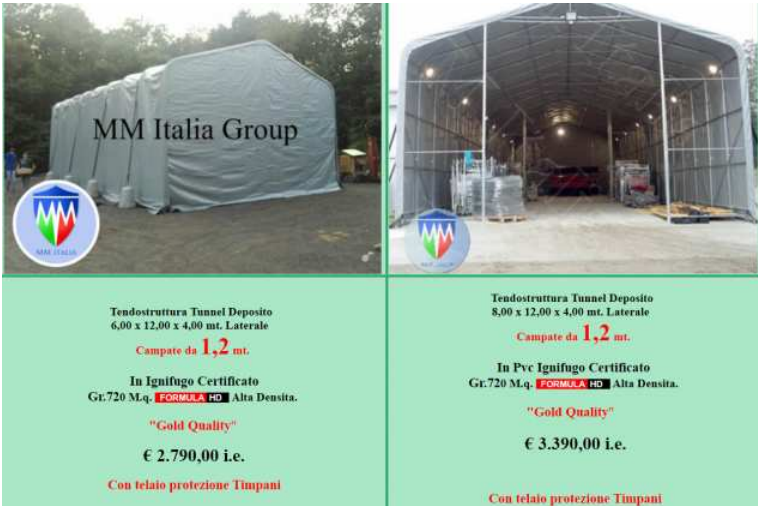 MM Italia Group
MM ITALIA
Tendostruttura Tunnel Deposito
6,00 x 12,00 x 4,00 mt. Laterale
Campate da 1,2 mt.
In Ignifugo Certificato
Gr.720 M.q. FORMULA HD Alta Densita.
"Gold Quality"
€ 2.790,00 i.e.
Con telaio protezione Timpani
Tendostruttura Tunnel Deposito
8,00 x 12,00 x 4,00 mt. Laterale
Campate da 1,2 mt.
In Pvc Ignifugo Certificato
Gr.720 M.q. FORMULA HD Alta Densita.
"Gold Quality"
€ 3.390,00 i.e.
Con telaio protezione Timpani